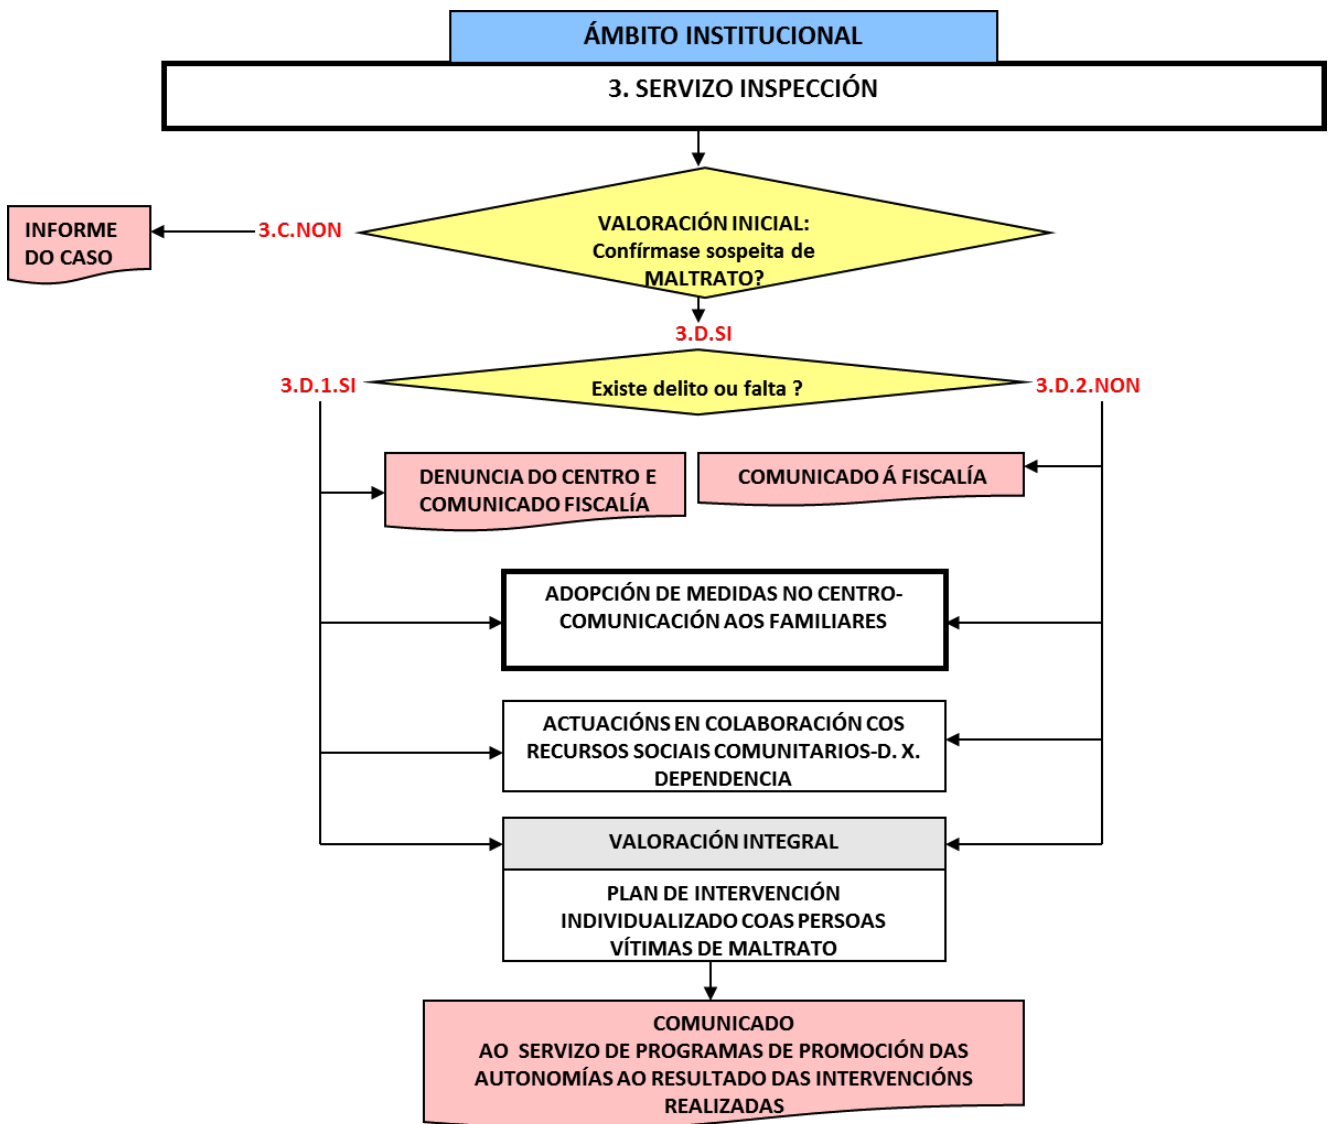 ÁMBITO INSTITUCIONAL
3. SERVIZO INSPECCIÓN
INFORME
DO CASO
3.C.NON
VALORACIÓN INICIAL:
Confírmase sospeita de
MALTRATO?
3.D.SI
3.D.1.SI
Existe delito ou falta ?
3.D.2.NON
DENUNCIA DO CENTRO E
COMUNICADO FISCALÍA
COMUNICADO Á FISCALÍA
ADOPCIÓN DE MEDIDAS NO CENTRO-
COMUNICACIÓN AOS FAMILIARES
ACTUACIÓNS EN COLABORACIÓN COS
RECURSOS SOCIAIS COMUNITARIOS-D. X.
DEPENDENCIA
VALORACIÓN INTEGRAL
PLAN DE INTERVENCIÓN
INDIVIDUALIZADO COAS PERSOAS
VÍTIMAS DE MALTRATO
COMUNICADO
AO SERVIZO DE PROGRAMAS DE PROMOCIÓN DAS
AUTONOMÍAS AO RESULTADO DAS INTERVENCIÓNS
REALIZADAS